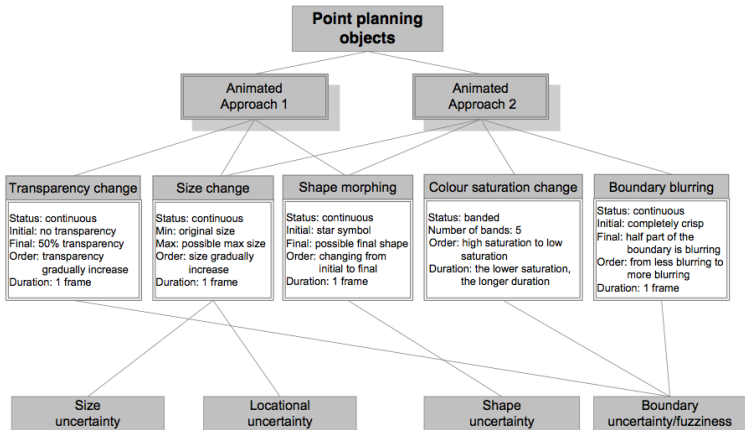 Point planning
objects
Animated
Approach 1
Animated
Approach 2
Transparency change
Status: continuous
Initial: no transparency
Final: 50% transparency
Order: transparency
gradually increase
Duration: 1 frame
Size change
Status: continuous
Min: original size
Max: possible max size
Order: size gradually
increase
Duration: 1 frame
Shape morphing
Status: continuous
Initial: star symbol
Final: possible final shape
Order: changing from
initial to final
Duration: 1 frame
Colour saturation change
Status: banded
Number of bands: 5
Order: high saturation to low
saturation
Duration: the lower saturation,
the longer duration
Boundary blurring
Status: continuous
Initial: completely crisp
Final: half part of the
boundary is blurring
Order: from less blurring to
more blurring
Duration: 1 frame
Size
uncertainty
Locational
uncertainty
Shape
uncertainty
Boundary
uncertainty/fuzziness